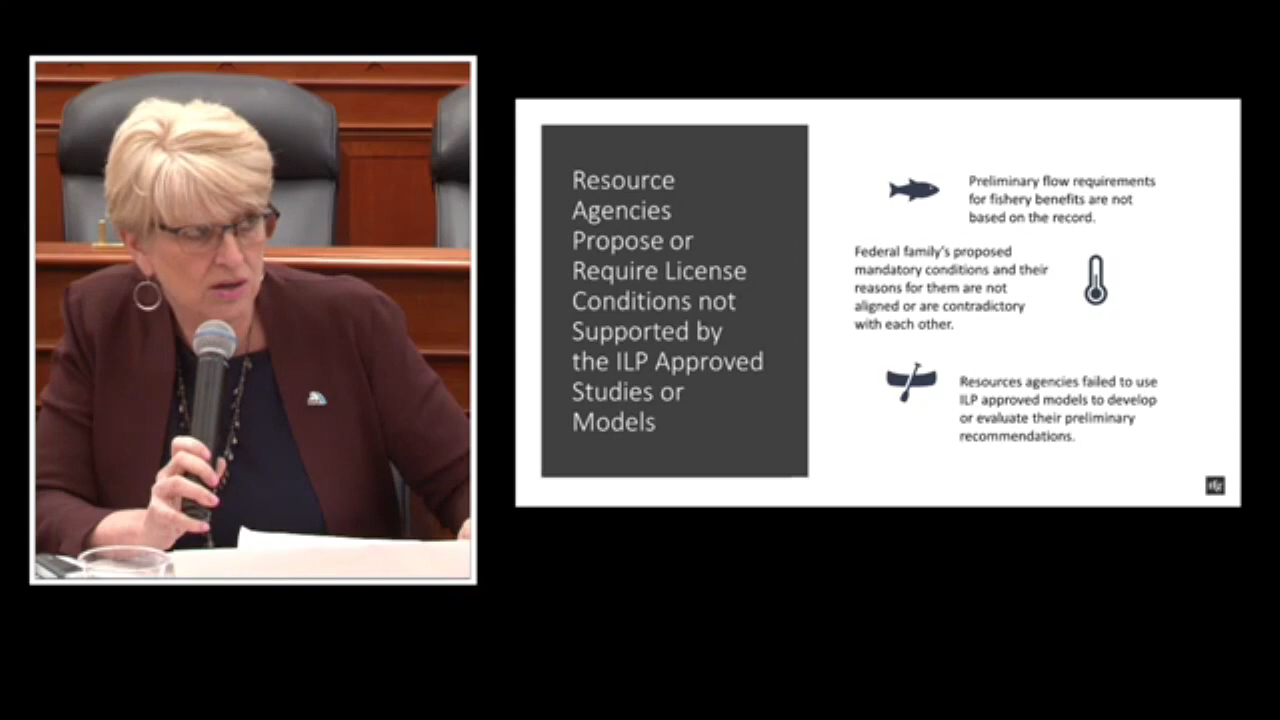 Resource
Agencies
Propose or
Require License
Conditions not
Supported by
the ILP Approved
Studies or
Models
Preliminary flow requirements
for fishery benefits are not
based on the record.
Federal family's proposed
mandatory conditions and their
reasons for them are not
aligned or are contradictory
with each other.
Resources agencies failed to use
ILP approved models to develop
or evaluate their preliminary
recommendations.